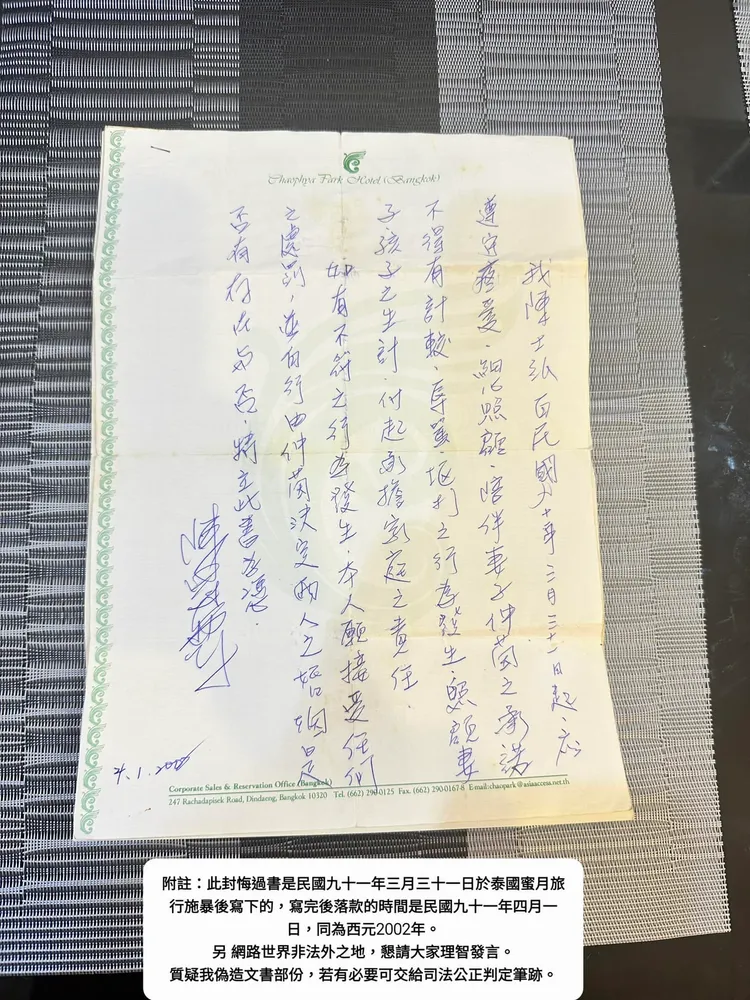 Chaophya Park Hotel (Bangkok)
我陳士泓自民國九十年三月三十一日起、應
遵守疼愛、細心照顧、陪伴妻子仲茵之承諾
不得有計較、辱罵、毆打之行為發生、照顧妻
子孩子之生計、付起承擔家庭之責任.
如有不符之行為發生、本人願接受任何
之處罰，並自行由仲茵決定兩人之婚姻是
否有存在與否、特立此書為憑.
4.1.2002
Corporate Sales & Reservation Office (Bangkok)
247 Rachadapisek Road, Dindaeng, Bangkok 10320 Tel. (662) 290-0125 Fax. (662) 290-0167-8 E-mail:chaopark@asiaaccess.net.th
附註：此封悔過書是民國九十一年三月三十一日於泰國蜜月旅
行施暴後寫下的，寫完後落款的時間是民國九十一年四月一
日，同為西元2002年。
另 網路世界非法外之地，懇請大家理智發言。
質疑我偽造文書部份，若有必要可交給司法公正判定筆跡。